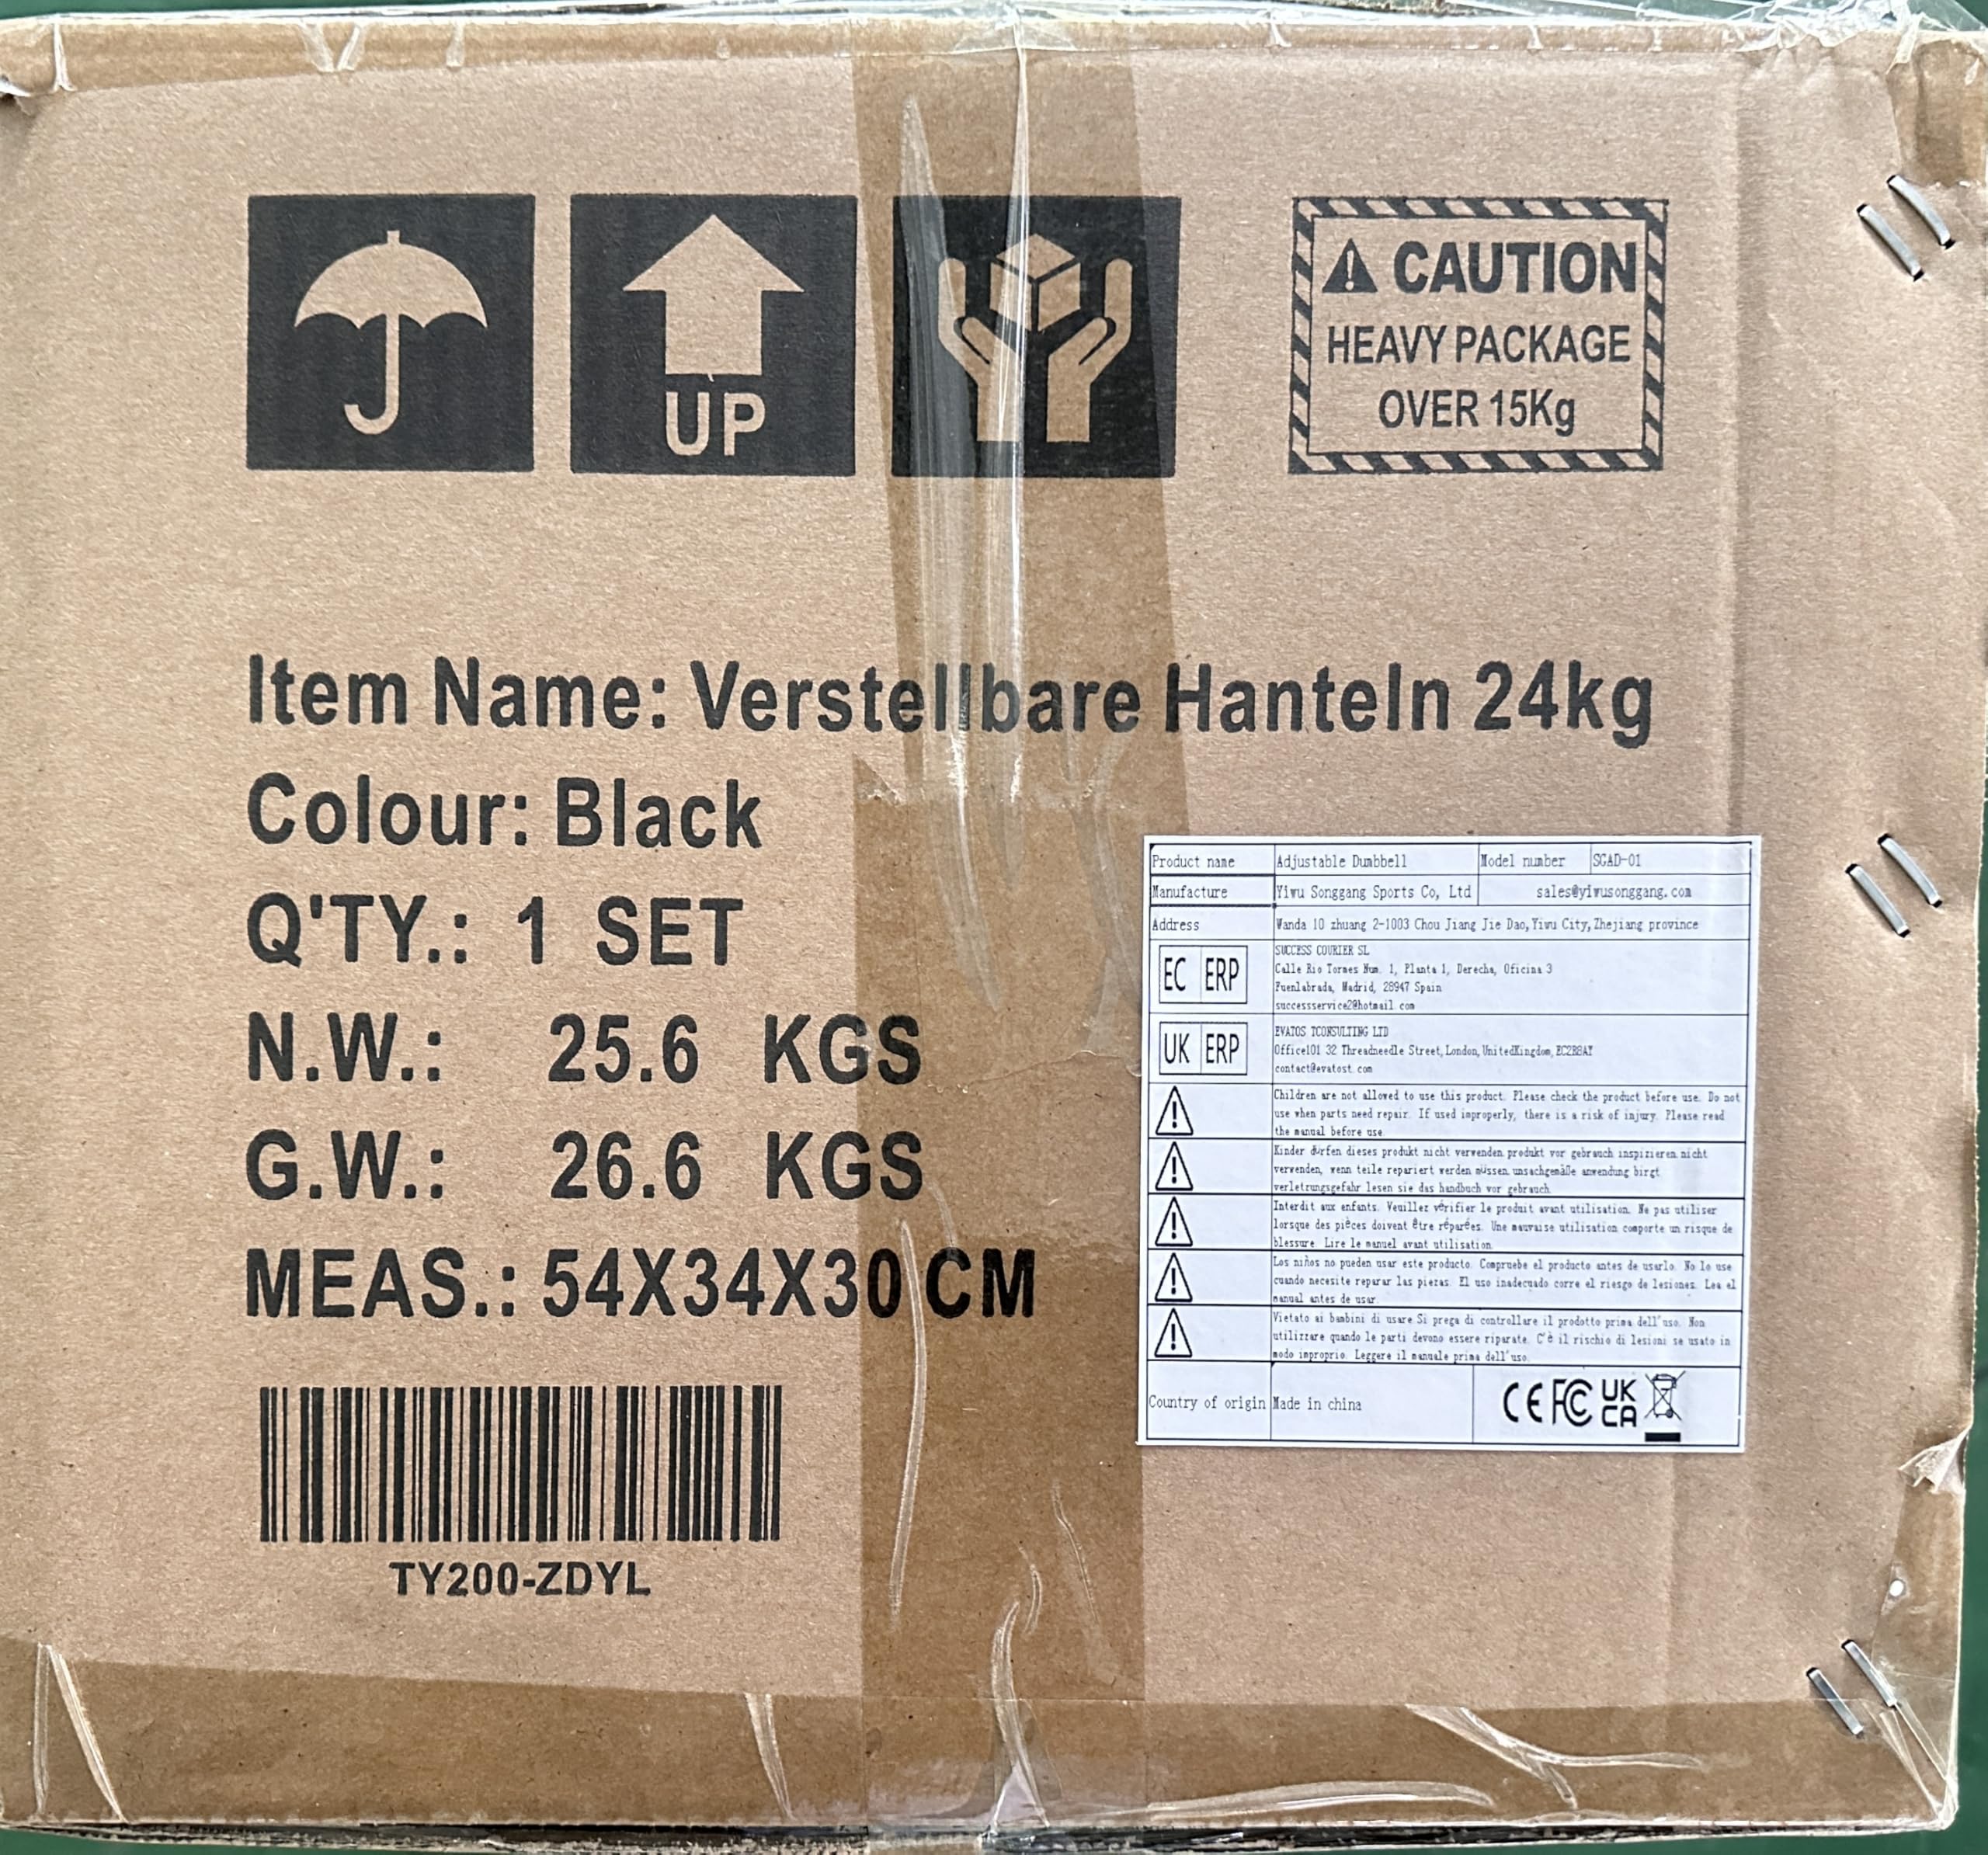 UP
CAUTION
HEAVY PACKAGE
OVER 15Kg
Item Name: Verstellbare Hanteln 24kg
Colour: Black
Q'TY.: 1 SET
N.W.: 25.6 KGS
G.W.: 26.6 KGS
MEAS.: 54X34X30 CM
TY200-ZDYL
Product name Adjustable Dumbbell Model number SGAD-01
Manufacture Yiwu Songgang Sports Co, Ltd sales@yiwusonggang.com
Address Wanda 10 zhuang 2-1003 Chou Jiang Jie Dao, Yiwu City, Zhejiang province
EC ERP
SUCCESS COURIER SL
Calle Rio Tormes Num. 1, Planta 1, Derecha, Oficina 3
Fuenlabrada, Madrid, 28947 Spain
successservice2@hotmail.com
UK ERP
EVATOS TCONSULTING LTD
Office101 32 Threadneedle Street, London, UnitedKingdom, EC2R8AY
contact@evatost.com
Children are not allowed to use this product. Please check the product before use. Do not
use when parts need repair. If used improperly, there is a risk of injury. Please read
the manual before use
Kinder dürfen dieses produkt nicht verwenden. produkt vor gebrauch inspizieren. nicht
verwenden, wenn teile repariert werden müssen. unsachgemäße anwendung birgt
verletrungsgefahr lesen sie das handbuch vor gebrauch.
Interdit aux enfants. Veuillez vérifier le produit avant utilisation. Ne pas utiliser
lorsque des pièces doivent être réparées. Une mauvaise utilisation comporte un risque de
blessure. Lire le manuel avant utilisation.
Los niños no pueden usar este producto. Compruebe el producto antes de usarlo. No lo use
cuando necesite reparar las piezas. El uso inadecuado corre el riesgo de lesiones. Lea el
manual antes de usar.
Vietato ai bambini di usare Si prega di controllare il prodotto prima dell'uso. Non
utilizzare quando le parti devono essere riparate. C'è il rischio di lesioni se usato in
modo improprio. Leggere il manuale prima dell'uso.
Country of origin Made in china
CE FC UK
CA